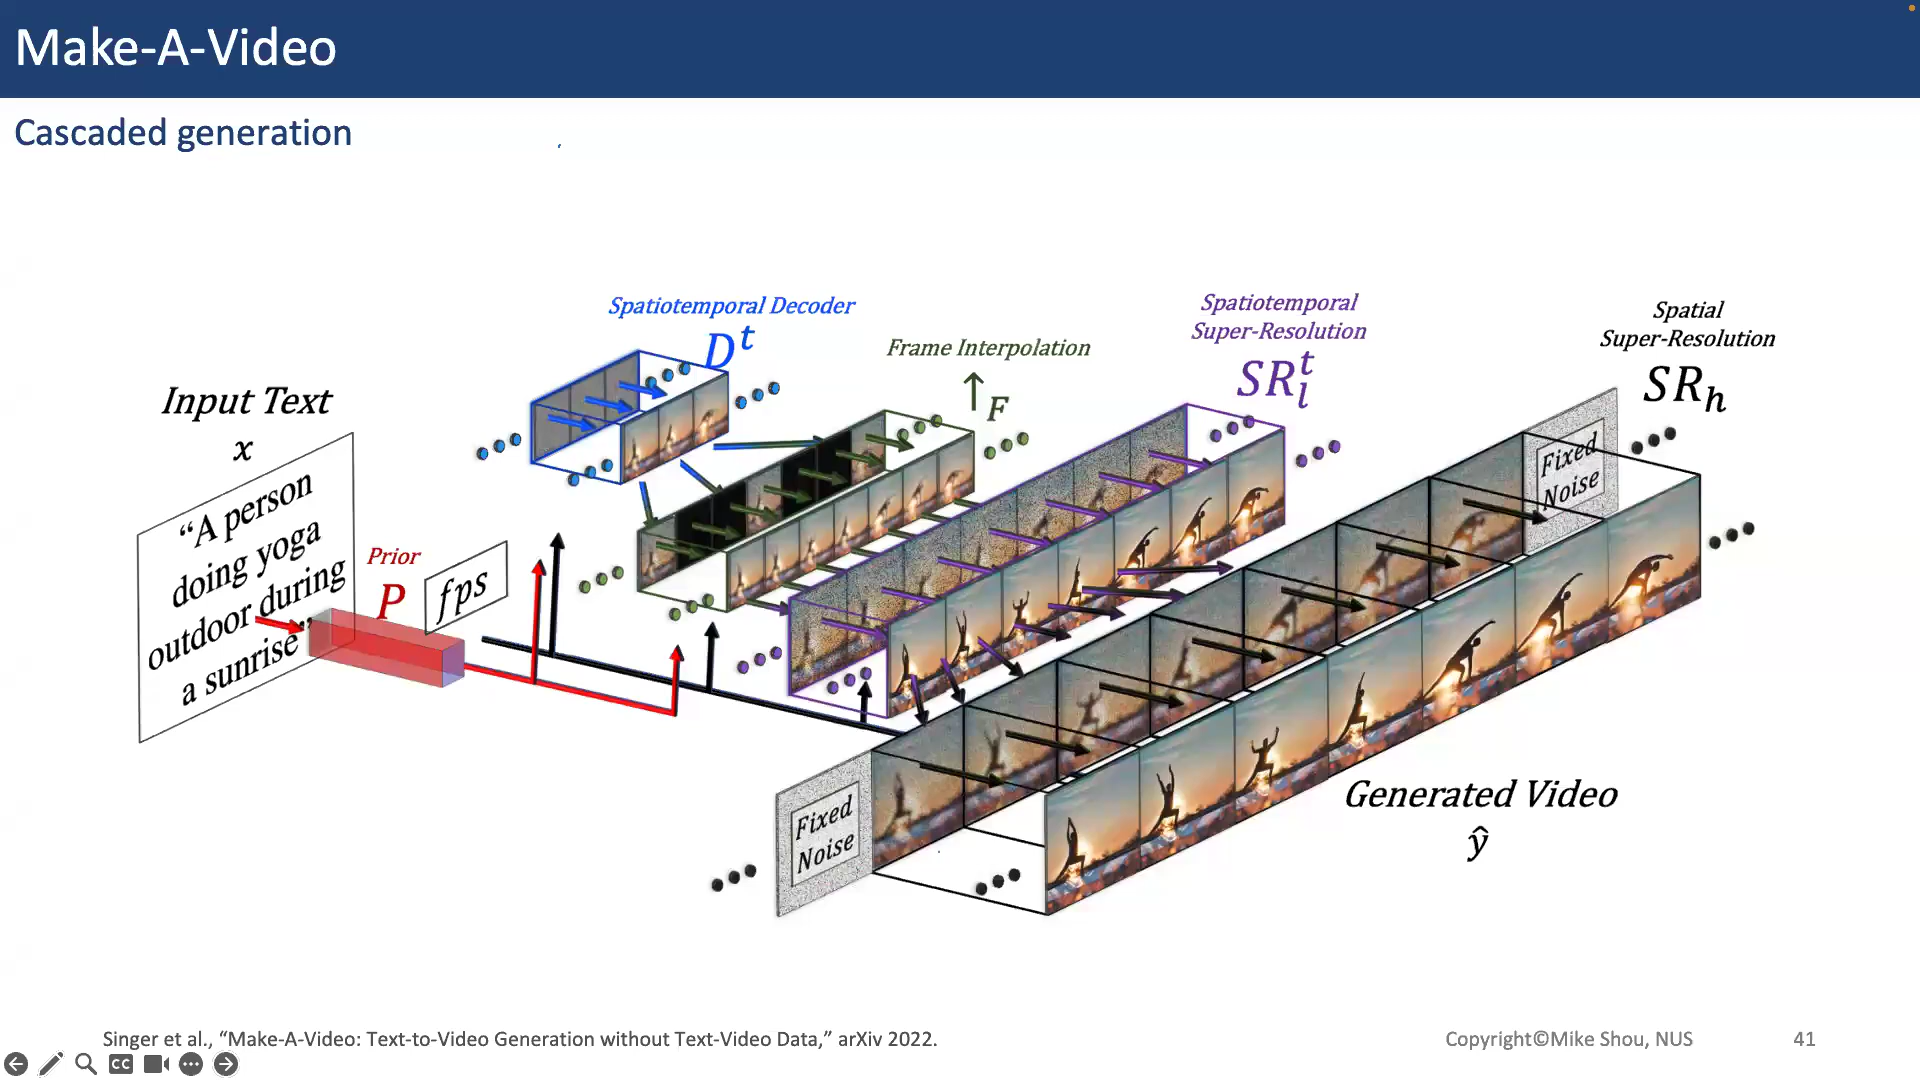 Make-A-Video
Cascaded generation
Spatiotemporal Decoder
D^t
Frame Interpolation
↑F
Spatiotemporal
Super-Resolution
SR_l^t
Spatial
Super-Resolution
SR_h
Input Text
x
“A person
doing yoga
outdoor during
a sunrise”
Prior
P
fps
Fixed
Noise
Fixed
Noise
Generated Video
ŷ
Singer et al., “Make-A-Video: Text-to-Video Generation without Text-Video Data,” arXiv 2022.
Copyright©Mike Shou, NUS
41
CC